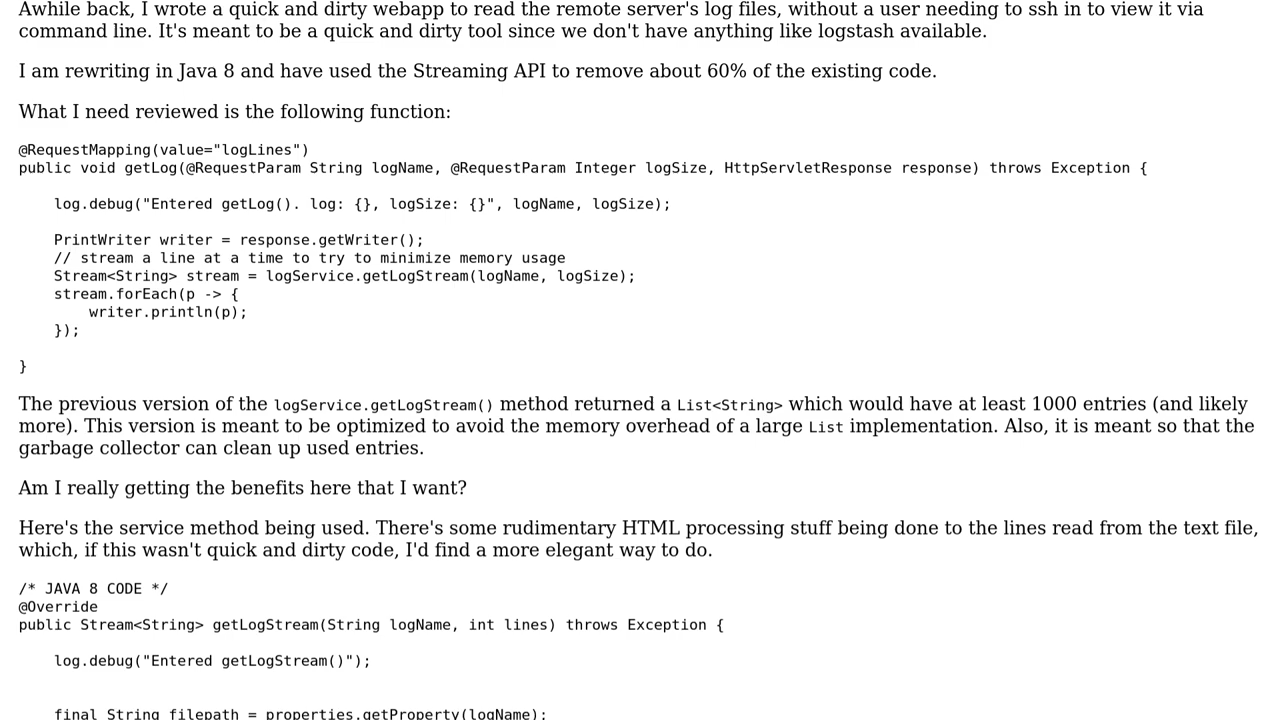 Awhile back, I wrote a quick and dirty webapp to read the remote server's log files, without a user needing to ssh in to view it via
command line. It's meant to be a quick and dirty tool since we don't have anything like logstash available.
I am rewriting in Java 8 and have used the Streaming API to remove about 60% of the existing code.
What I need reviewed is the following function:
@RequestMapping(value="logLines")
public void getLog(@RequestParam String logName, @RequestParam Integer logSize, HttpServletResponse response) throws Exception {
    log.debug("Entered getLog(). log: {}, logSize: {}", logName, logSize);
    PrintWriter writer = response.getWriter();
    // stream a line at a time to try to minimize memory usage
    Stream<String> stream = logService.getLogStream(logName, logSize);
    stream.forEach(p -> {
        writer.println(p);
    });
}
The previous version of the logService.getLogStream() method returned a List<String> which would have at least 1000 entries (and likely
more). This version is meant to be optimized to avoid the memory overhead of a large List implementation. Also, it is meant so that the
garbage collector can clean up used entries.
Am I really getting the benefits here that I want?
Here's the service method being used. There's some rudimentary HTML processing stuff being done to the lines read from the text file,
which, if this wasn't quick and dirty code, I'd find a more elegant way to do.
/* JAVA 8 CODE */
@Override
public Stream<String> getLogStream(String logName, int lines) throws Exception {
    log.debug("Entered getLogStream()");
    final String filepath = properties.getProperty(logName);